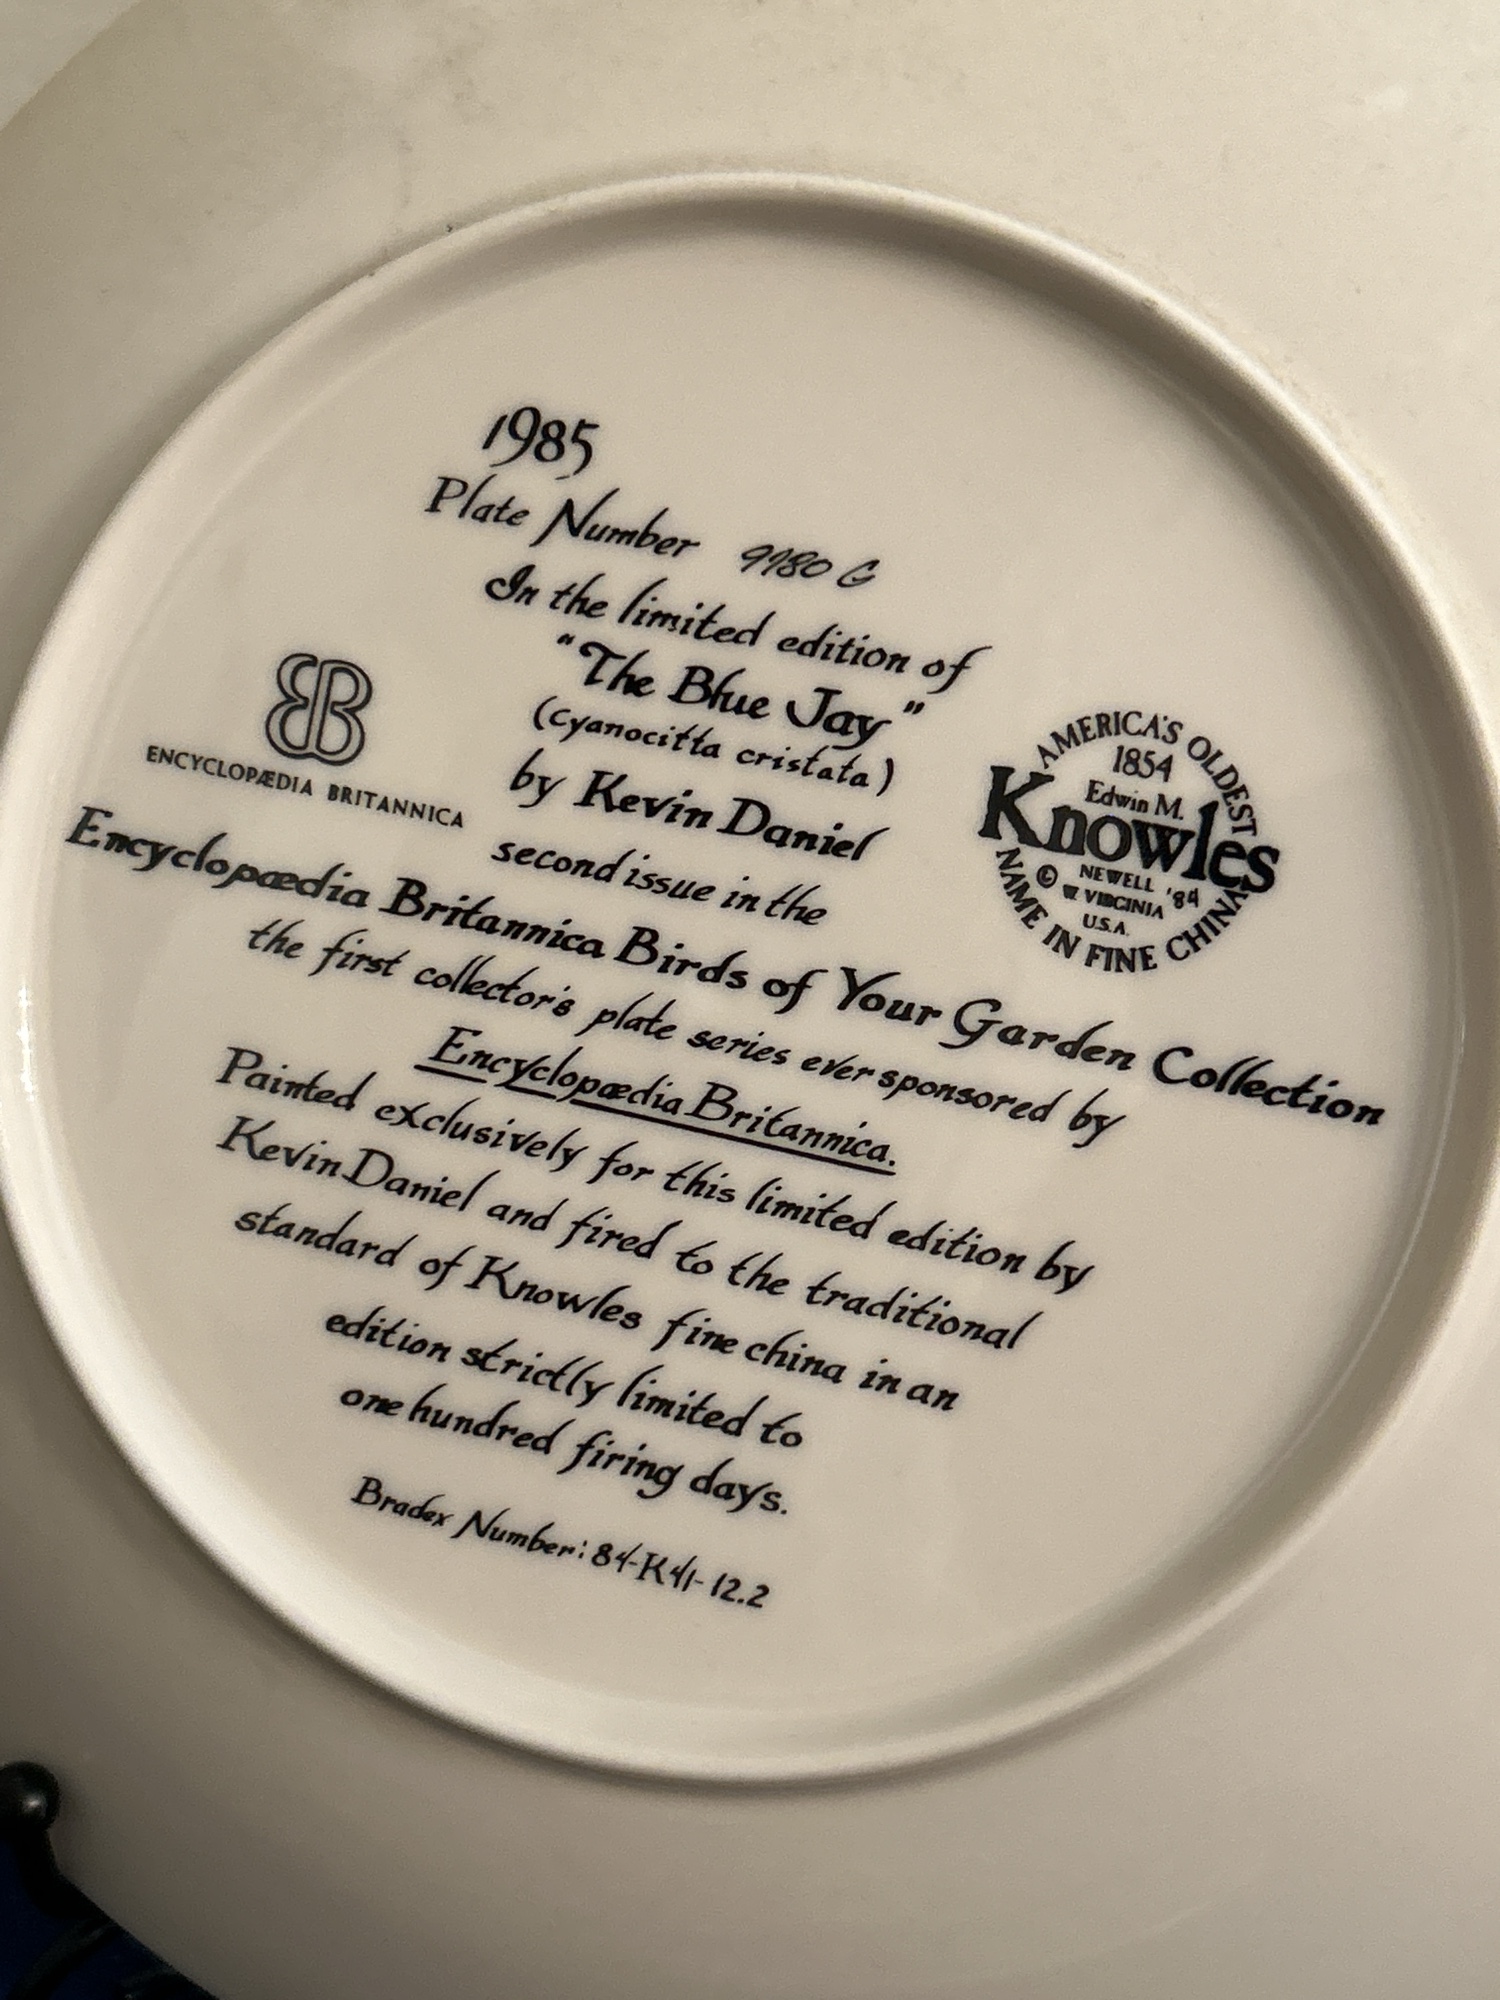 1985
Plate Number 9980 G
In the limited edition of
"The Blue Jay"
(cyanocitta cristata)
by Kevin Daniel
second issue in the
ENCYCLOPÆDIA BRITANNICA
AMERICA'S OLDEST
1854
Edwin M.
Knowles
© NEWELL '84
W. VIRGINIA
U.S.A.
NAME IN FINE CHINA
Encyclopædia Britannica Birds of Your Garden Collection
the first collector's plate series ever sponsored by
Encyclopædia Britannica.
Painted exclusively for this limited edition by
Kevin Daniel and fired to the traditional
standard of Knowles fine china in an
edition strictly limited to
one hundred firing days.
Bradex Number: 84-K41-12.2